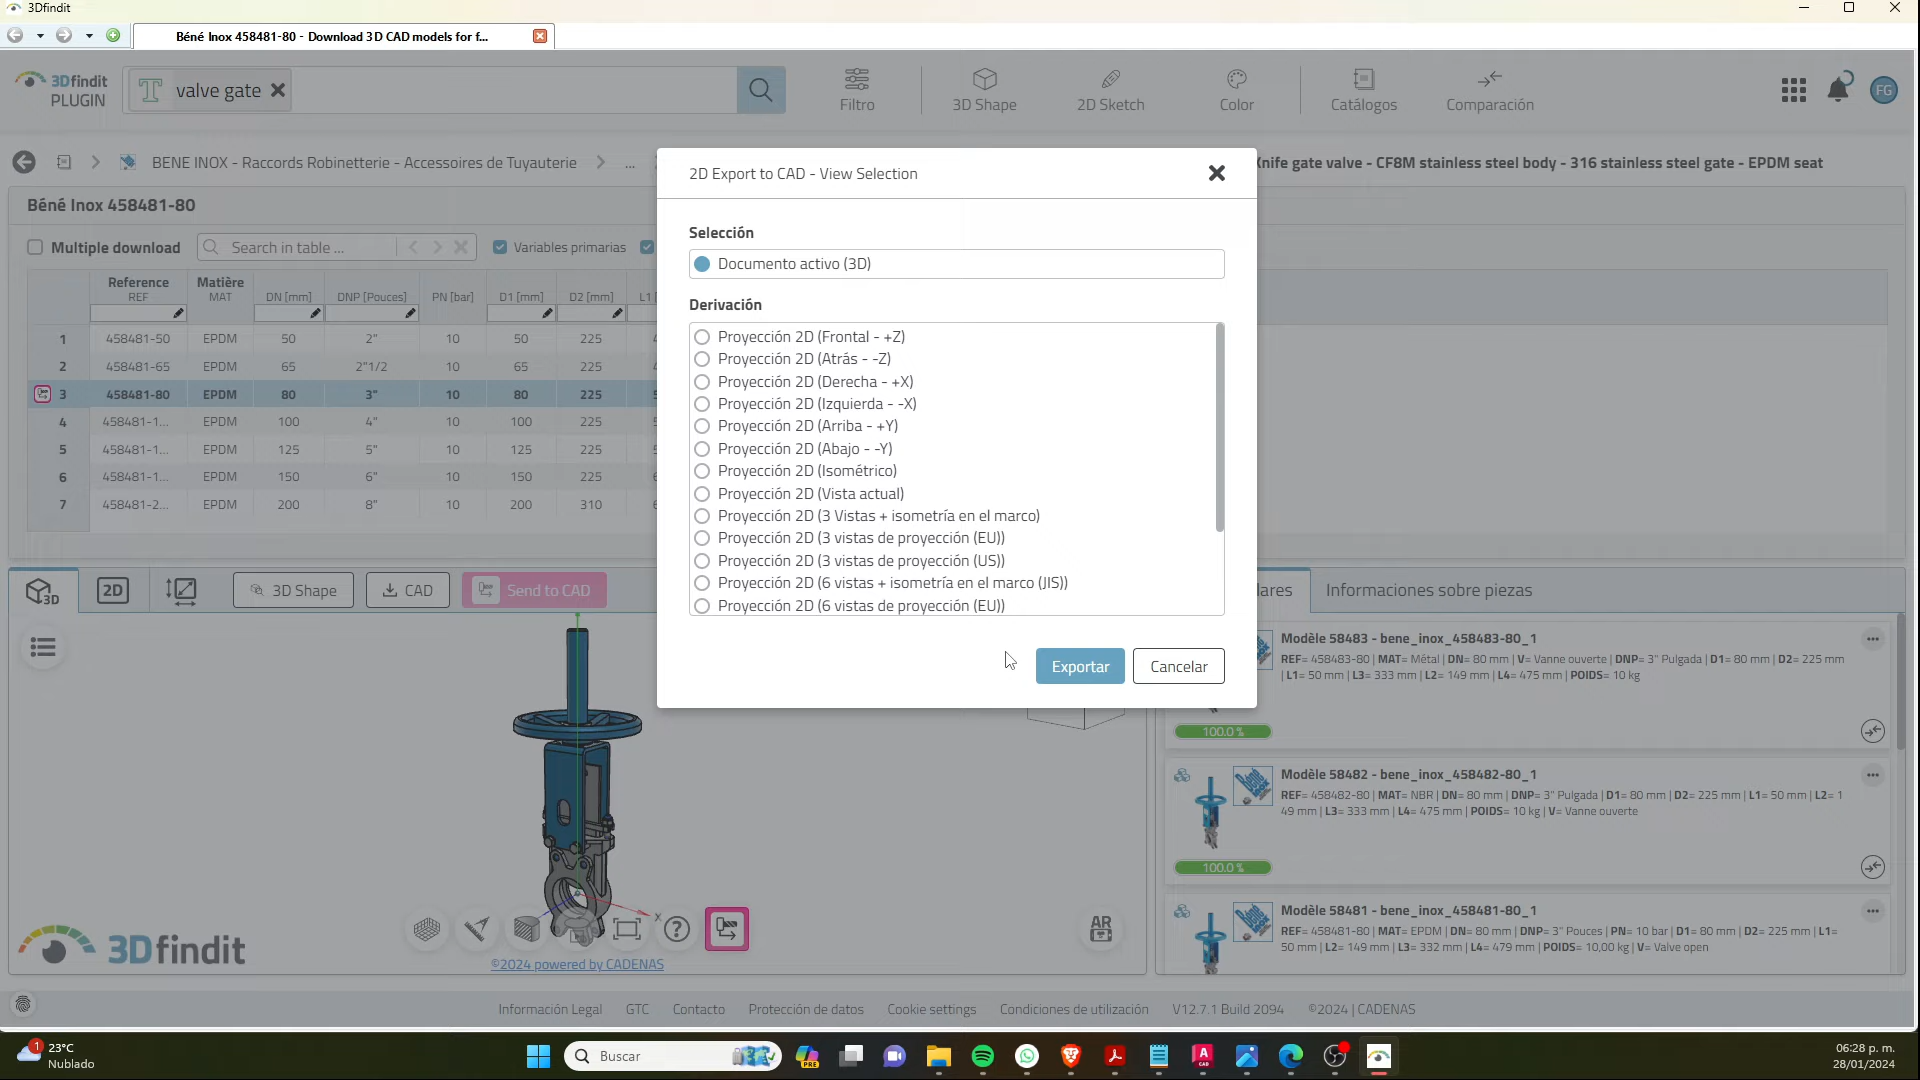 3Dfindit
Béné Inox 458481-80 - Download 3D CAD models for f...
3Dfindit
PLUGIN
valve gate
Filtro
3D Shape
2D Sketch
Color
Catálogos
Comparación
FG
BENE INOX - Raccords Robinetterie - Accessoires de Tuyauterie
...
Knife gate valve - CF8M stainless steel body - 316 stainless steel gate - EPDM seat
Béné Inox 458481-80
Multiple download
Search in table ...
Variables primarias
Reference Matière
REF MAT DN [mm] DNP [Pouces] PN [bar] D1 [mm] D2 [mm] L1 [
1 458481-50 EPDM 50 2" 10 50 225
2 458481-65 EPDM 65 2"1/2 10 65 225
3 458481-80 EPDM 80 3" 10 80 225
4 458481-1... EPDM 100 4" 10 100 225
5 458481-1... EPDM 125 5" 10 125 225
6 458481-1... EPDM 150 6" 10 150 225
7 458481-2... EPDM 200 8" 10 200 310
2D Export to CAD - View Selection
Selección
Documento activo (3D)
Derivación
Proyección 2D (Frontal - +Z)
Proyección 2D (Atrás - -Z)
Proyección 2D (Derecha - +X)
Proyección 2D (Izquierda - -X)
Proyección 2D (Arriba - +Y)
Proyección 2D (Abajo - -Y)
Proyección 2D (Isométrico)
Proyección 2D (Vista actual)
Proyección 2D (3 Vistas + isometría en el marco)
Proyección 2D (3 vistas de proyección (EU))
Proyección 2D (3 vistas de proyección (US))
Proyección 2D (6 vistas + isometría en el marco (JIS))
Proyección 2D (6 vistas de proyección (EU))
Exportar
Cancelar
3D
2D
3D Shape
CAD
Send to CAD
X
AR
3Dfindit
©2024 powered by CADENAS
lares
Informaciones sobre piezas
Modèle 58483 - bene_inox_458483-80_1
REF= 458483-80 | MAT= Métal | DN= 80 mm | V= Vanne ouverte | DNP= 3" Pulgada | D1= 80 mm | D2= 225 mm
| L1= 50 mm | L3= 333 mm | L2= 149 mm | L4= 475 mm | POIDS= 10 kg
100.0 %
Modèle 58482 - bene_inox_458482-80_1
REF= 458482-80 | MAT= NBR | DN= 80 mm | DNP= 3" Pulgada | D1= 80 mm | D2= 225 mm | L1= 50 mm | L2= 1
49 mm | L3= 333 mm | L4= 475 mm | POIDS= 10 kg | V= Vanne ouverte
100.0 %
Modèle 58481 - bene_inox_458481-80_1
REF= 458481-80 | MAT= EPDM | DN= 80 mm | DNP= 3" Pouces | PN= 10 bar | D1= 80 mm | D2= 225 mm | L1=
50 mm | L2= 149 mm | L3= 332 mm | L4= 479 mm | POIDS= 10,00 kg | V= Valve open
Información Legal
GTC
Contacto
Protección de datos
Cookie settings
Condiciones de utilización
V12.7.1 Build 2094
©2024 | CADENAS
1
23°C
Nublado
Buscar
PRE
CAD
06:28 p. m.
28/01/2024